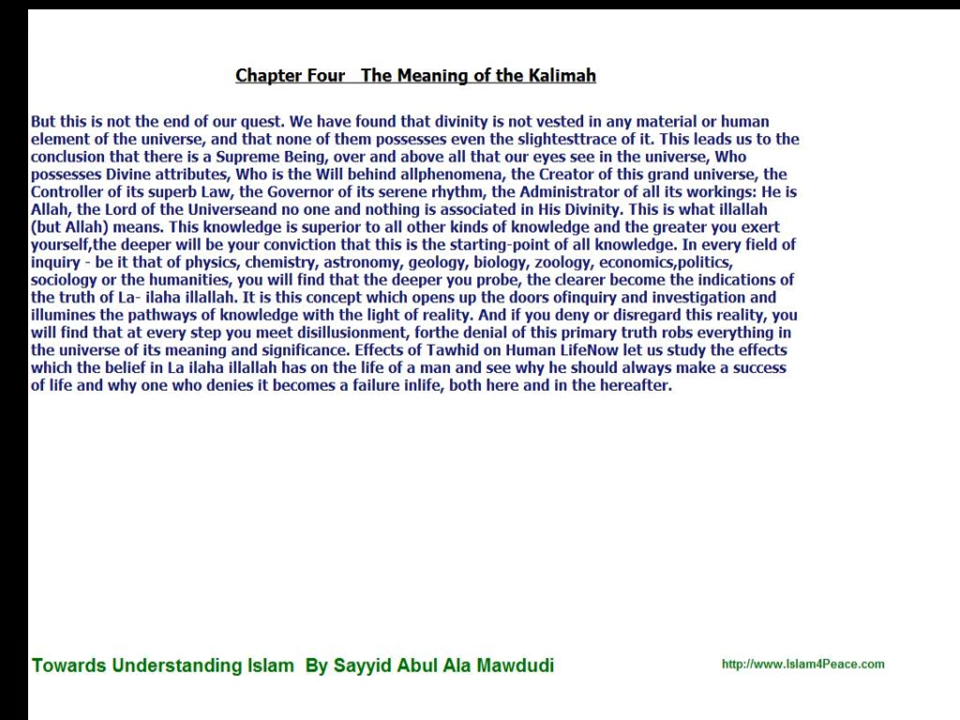 Chapter Four   The Meaning of the Kalimah
But this is not the end of our quest. We have found that divinity is not vested in any material or human
element of the universe, and that none of them possesses even the slightesttrace of it. This leads us to the
conclusion that there is a Supreme Being, over and above all that our eyes see in the universe, Who
possesses Divine attributes, Who is the Will behind allphenomena, the Creator of this grand universe, the
Controller of its superb Law, the Governor of its serene rhythm, the Administrator of all its workings: He is
Allah, the Lord of the Universeand no one and nothing is associated in His Divinity. This is what illallah
(but Allah) means. This knowledge is superior to all other kinds of knowledge and the greater you exert
yourself,the deeper will be your conviction that this is the starting-point of all knowledge. In every field of
inquiry - be it that of physics, chemistry, astronomy, geology, biology, zoology, economics,politics,
sociology or the humanities, you will find that the deeper you probe, the clearer become the indications of
the truth of La- ilaha illallah. It is this concept which opens up the doors ofinquiry and investigation and
illumines the pathways of knowledge with the light of reality. And if you deny or disregard this reality, you
will find that at every step you meet disillusionment, forthe denial of this primary truth robs everything in
the universe of its meaning and significance. Effects of Tawhid on Human LifeNow let us study the effects
which the belief in La ilaha illallah has on the life of a man and see why he should always make a success
of life and why one who denies it becomes a failure inlife, both here and in the hereafter.
Towards Understanding Islam  By Sayyid Abul Ala Mawdudi
http://www.Islam4Peace.com